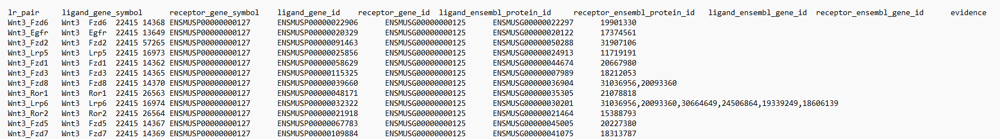 lr_pair ligand_gene_symbol receptor_gene_symbol ligand_gene_id receptor_gene_id ligand_ensembl_protein_id receptor_ensembl_protein_id ligand_ensembl_gene_id receptor_ensembl_gene_id evidence
Wnt3_Fzd6 Wnt3 Fzd6 22415 14368 ENSMUSP00000000127 ENSMUSP00000022906 ENSMUSG00000000125 ENSMUSG00000022297 19901330
Wnt3_Egfr Wnt3 Egfr 22415 13649 ENSMUSP00000000127 ENSMUSP00000020329 ENSMUSG00000000125 ENSMUSG00000020122 17374561
Wnt3_Fzd2 Wnt3 Fzd2 22415 57265 ENSMUSP00000000127 ENSMUSP00000091463 ENSMUSG00000000125 ENSMUSG00000050288 31907106
Wnt3_Lrp5 Wnt3 Lrp5 22415 16973 ENSMUSP00000000127 ENSMUSP00000025856 ENSMUSG00000000125 ENSMUSG00000024913 11719191
Wnt3_Fzd1 Wnt3 Fzd1 22415 14362 ENSMUSP00000000127 ENSMUSP00000058629 ENSMUSG00000000125 ENSMUSG00000044674 20667980
Wnt3_Fzd3 Wnt3 Fzd3 22415 14365 ENSMUSP00000000127 ENSMUSP00000115325 ENSMUSG00000000125 ENSMUSG00000007989 18212053
Wnt3_Fzd8 Wnt3 Fzd8 22415 14370 ENSMUSP00000000127 ENSMUSP00000039660 ENSMUSG00000000125 ENSMUSG00000036904 31036956,20093360
Wnt3_Ror1 Wnt3 Ror1 22415 26563 ENSMUSP00000000127 ENSMUSP00000048171 ENSMUSG00000000125 ENSMUSG00000035305 21078818
Wnt3_Lrp6 Wnt3 Lrp6 22415 16974 ENSMUSP00000000127 ENSMUSP00000032322 ENSMUSG00000000125 ENSMUSG00000030201 31036956,20093360,30664649,24506864,19339249,18606139
Wnt3_Ror2 Wnt3 Ror2 22415 26564 ENSMUSP00000000127 ENSMUSP00000021918 ENSMUSG00000000125 ENSMUSG00000021464 15388793
Wnt3_Fzd5 Wnt3 Fzd5 22415 14367 ENSMUSP00000000127 ENSMUSP00000067783 ENSMUSG00000000125 ENSMUSG00000045005 20227380
Wnt3_Fzd7 Wnt3 Fzd7 22415 14369 ENSMUSP00000000127 ENSMUSP00000109884 ENSMUSG00000000125 ENSMUSG00000041075 18313787